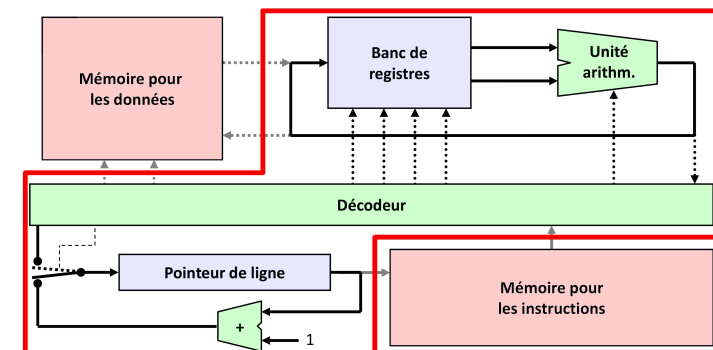 Mémoire pour
les données
Banc de
registres
Unité
arithm.
Décodeur
Pointeur de ligne
Mémoire pour
les instructions
+
1